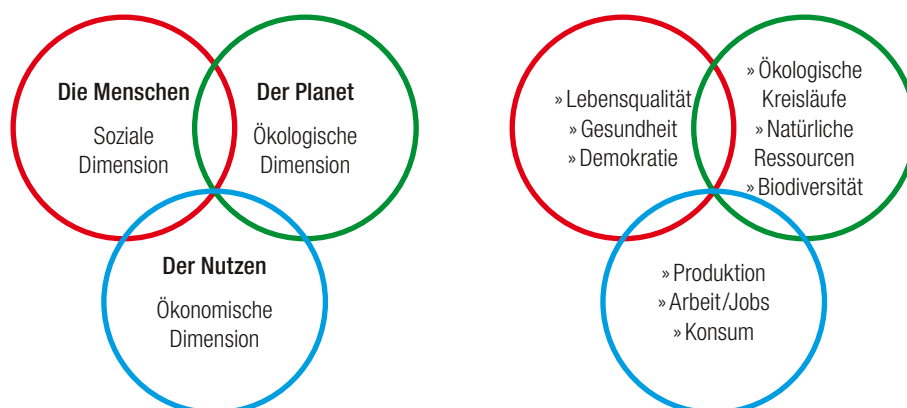 Die Menschen
Soziale
Dimension
Der Planet
Ökologische
Dimension
Der Nutzen
Ökonomische
Dimension
» Lebensqualität
» Gesundheit
» Demokratie
» Ökologische
Kreisläufe
» Natürliche
Ressourcen
» Biodiversität
» Produktion
» Arbeit/Jobs
» Konsum